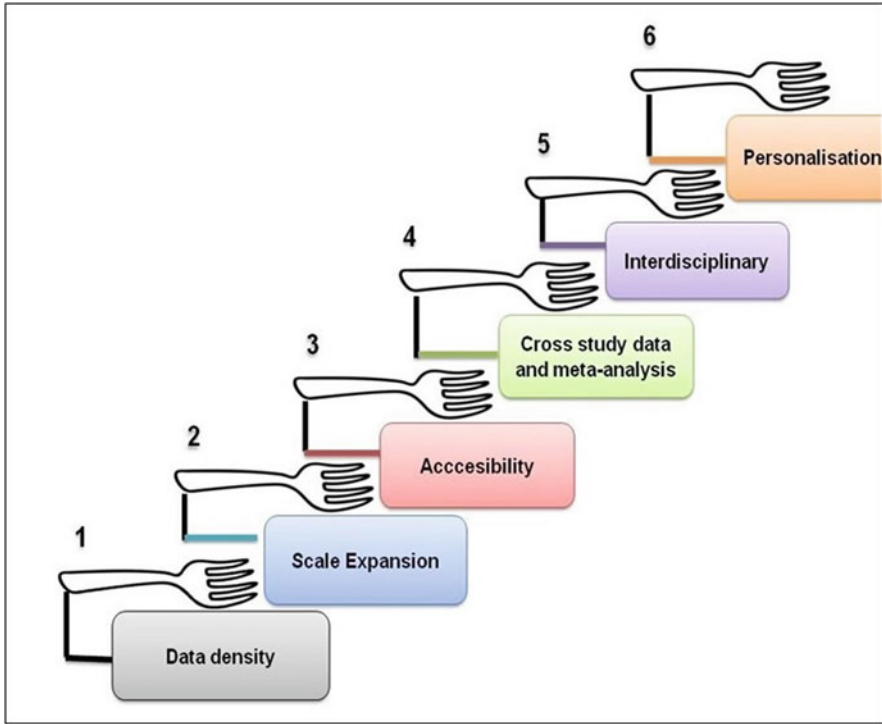 6
Personalisation
5
Interdisciplinary
4
Cross study data
and meta-analysis
3
Acccesibility
2
Scale Expansion
1
Data density